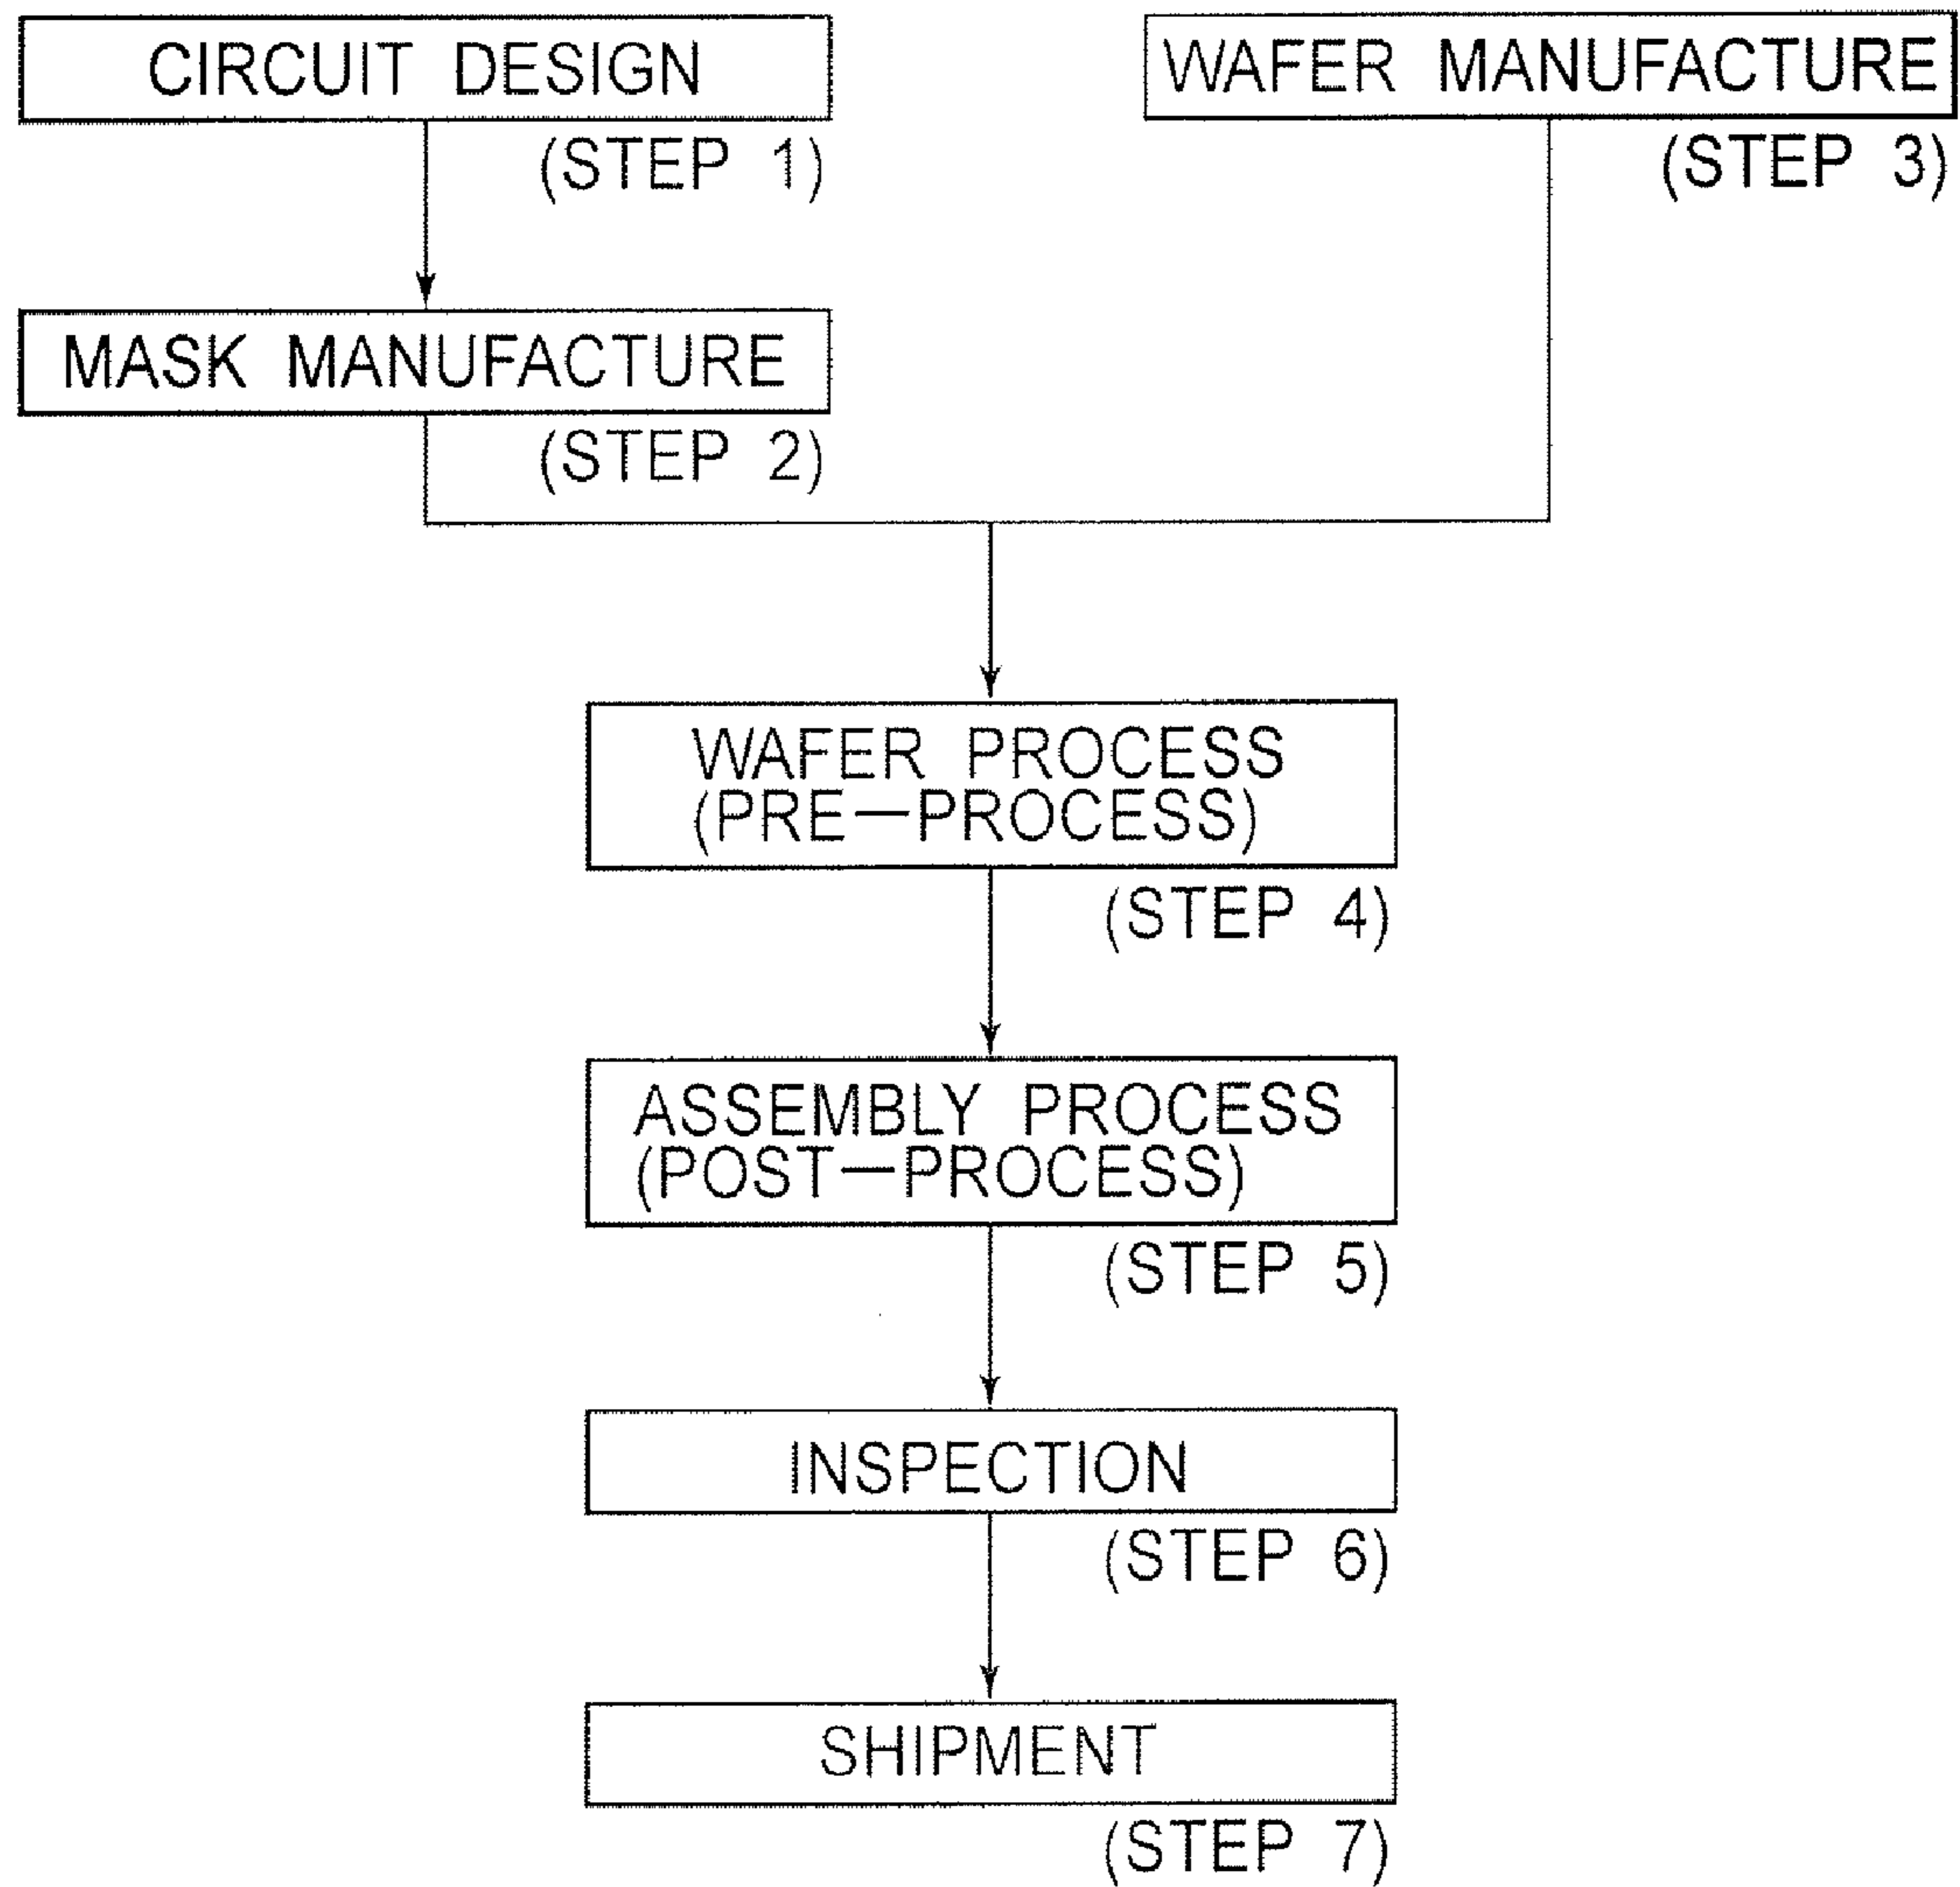 CIRCUIT DESIGN
(STEP 1)
WAFER MANUFACTURE
(STEP 3)
MASK MANUFACTURE
(STEP 2)
WAFER PROCESS
(PRE—PROCESS)
(STEP 4)
ASSEMBLY PROCESS
(POST—PROCESS)
(STEP 5)
INSPECTION
(STEP 6)
SHIPMENT
(STEP 7)